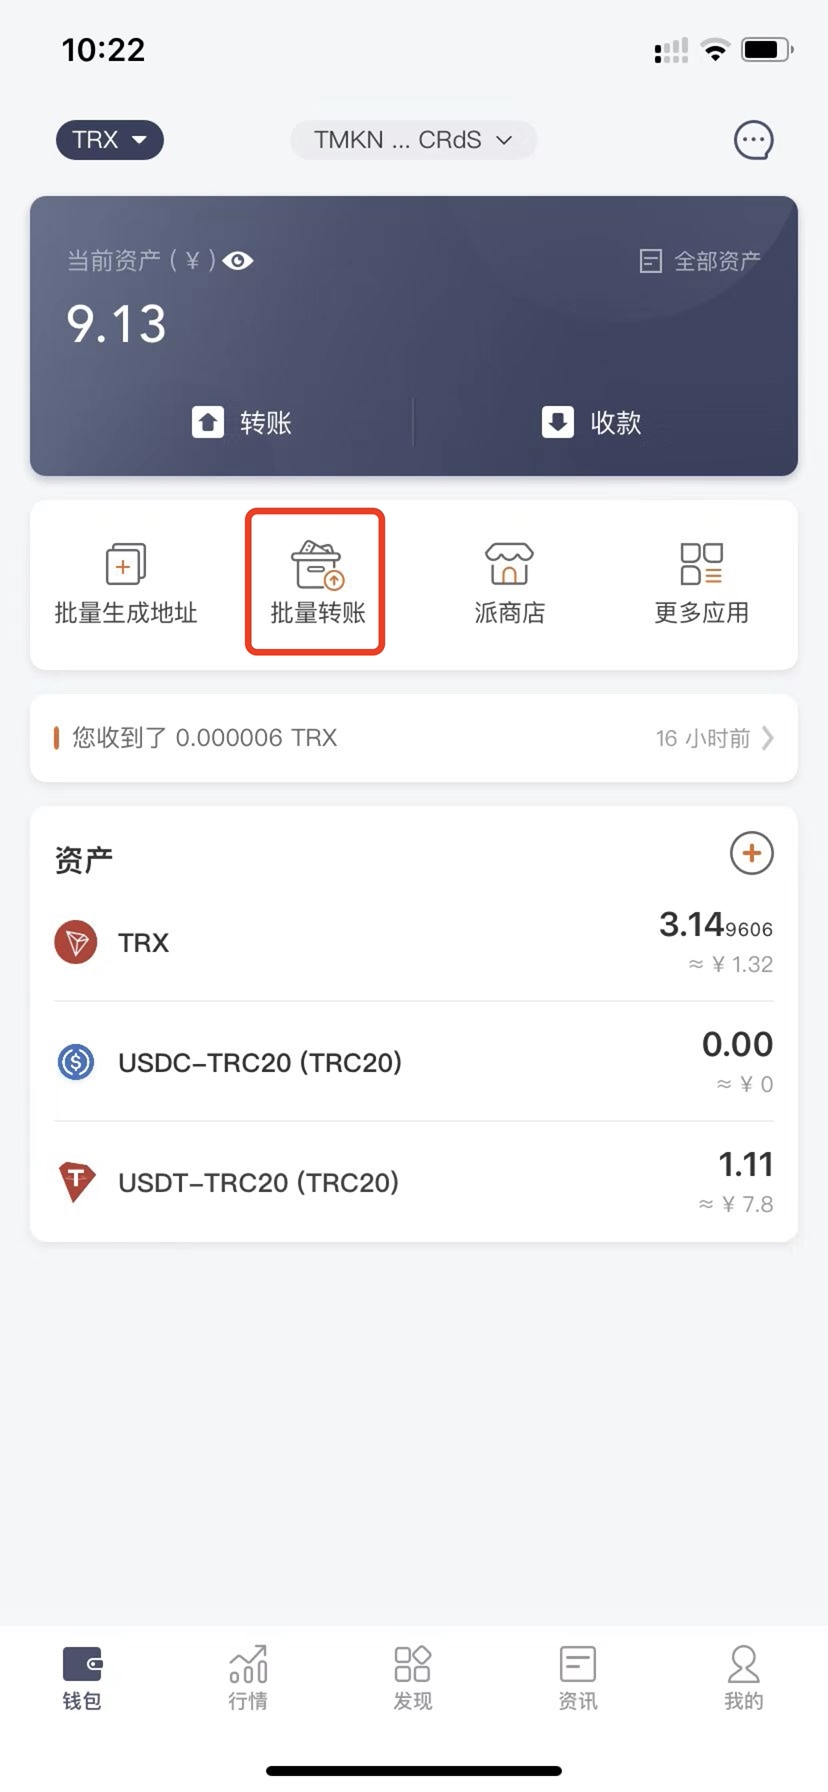 10:22
TRX
TMKN ... CRdS
当前资产 ( ¥ )
全部资产
9.13
转账
收款
批量生成地址
批量转账
派商店
更多应用
您收到了 0.000006 TRX
16 小时前
资产
TRX
3.149606
≈ ¥ 1.32
USDC-TRC20 (TRC20)
0.00
≈ ¥ 0
USDT-TRC20 (TRC20)
1.11
≈ ¥ 7.8
钱包
行情
发现
资讯
我的